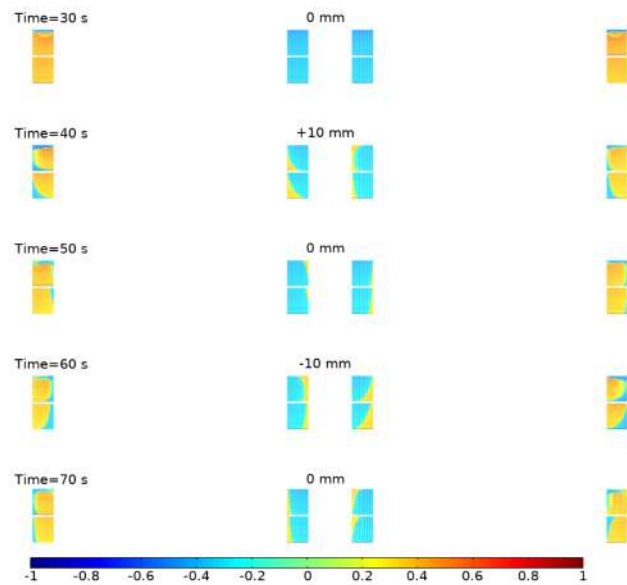 Time=30 s 0 mm
Time=40 s +10 mm
Time=50 s 0 mm
Time=60 s -10 mm
Time=70 s 0 mm
-1 -0.8 -0.6 -0.4 -0.2 0 0.2 0.4 0.6 0.8 1